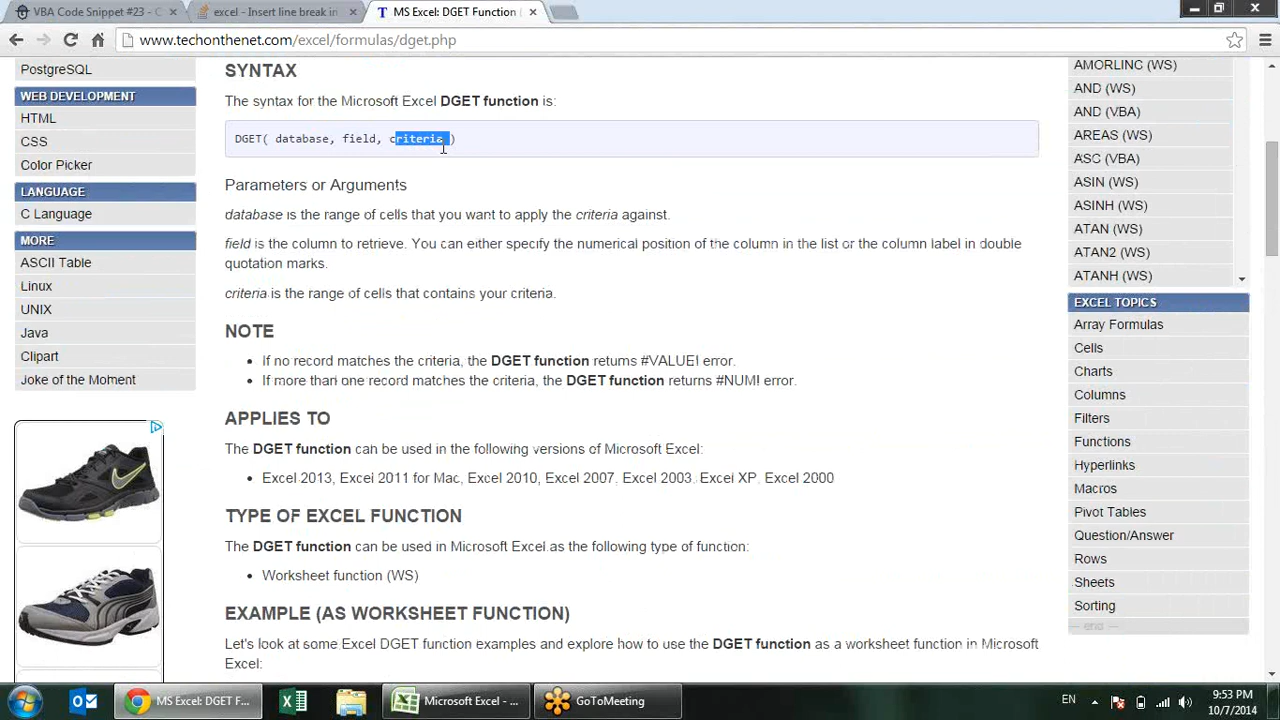 VBA Code Snippet #23 - C
excel - Insert line break in
MS Excel: DGET Function (
www.techonthenet.com/excel/formulas/dget.php
PostgreSQL
WEB DEVELOPMENT
HTML
CSS
Color Picker
LANGUAGE
C Language
MORE
ASCII Table
Linux
UNIX
Java
Clipart
Joke of the Moment
SYNTAX
The syntax for the Microsoft Excel DGET function is:
DGET( database, field, criteria )
Parameters or Arguments
database is the range of cells that you want to apply the criteria against.
field is the column to retrieve. You can either specify the numerical position of the column in the list or the column label in double
quotation marks.
criteria is the range of cells that contains your criteria.
NOTE
• If no record matches the criteria, the DGET function returns #VALUE! error.
• If more than one record matches the criteria, the DGET function returns #NUM! error.
APPLIES TO
The DGET function can be used in the following versions of Microsoft Excel:
• Excel 2013, Excel 2011 for Mac, Excel 2010, Excel 2007, Excel 2003, Excel XP, Excel 2000
TYPE OF EXCEL FUNCTION
The DGET function can be used in Microsoft Excel as the following type of function:
• Worksheet function (WS)
EXAMPLE (AS WORKSHEET FUNCTION)
Let's look at some Excel DGET function examples and explore how to use the DGET function as a worksheet function in Microsoft
Excel:
AMORLINC (WS)
AND (WS)
AND (VBA)
AREAS (WS)
ASC (VBA)
ASIN (WS)
ASINH (WS)
ATAN (WS)
ATAN2 (WS)
ATANH (WS)
EXCEL TOPICS
Array Formulas
Cells
Charts
Columns
Filters
Functions
Hyperlinks
Macros
Pivot Tables
Question/Answer
Rows
Sheets
Sorting
-- end --
MS Excel: DGET F...
Microsoft Excel - ...
GoToMeeting
EN
9:53 PM
10/7/2014